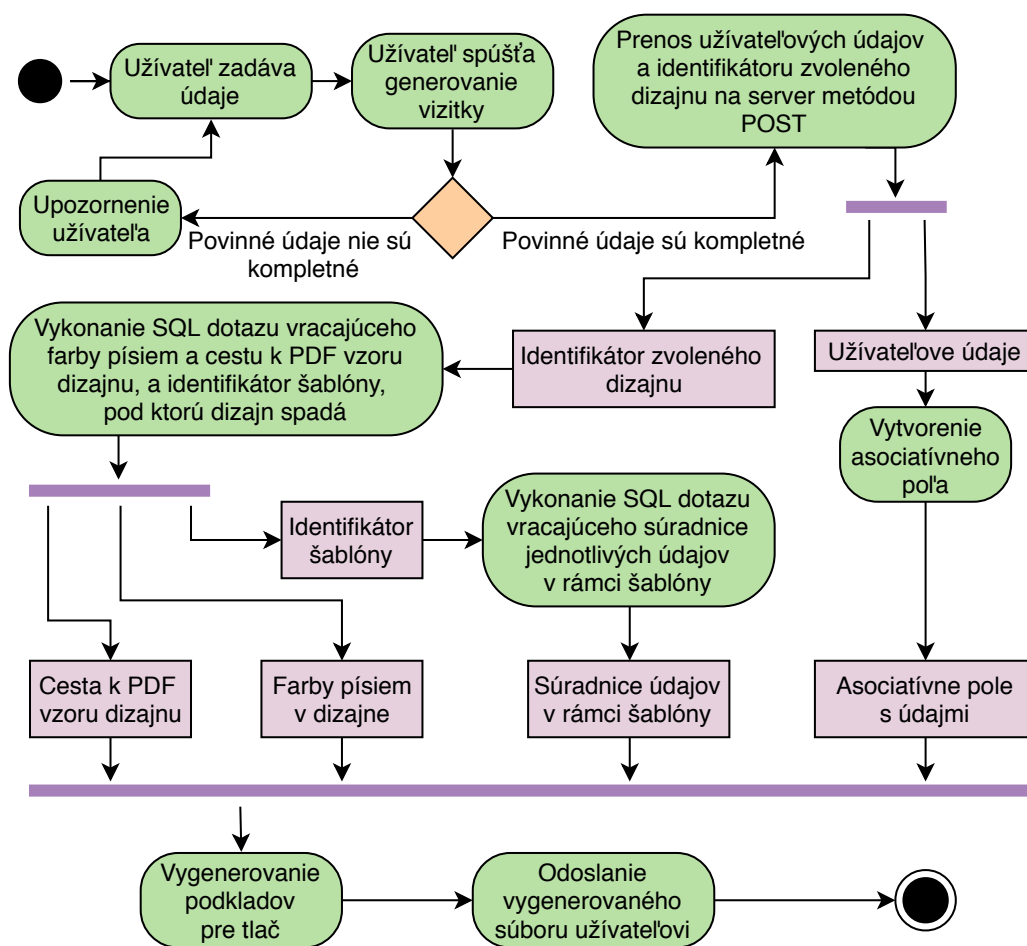 Užívateľ zadáva
údaje
Užívateľ spúšťa
generovanie
vizitky
Prenos užívateľových údajov
a identifikátoru zvoleného
dizajnu na server metódou
POST
Upozornenie
užívateľa
Povinné údaje nie sú
kompletné
Povinné údaje sú kompletné
Vykonanie SQL dotazu vracajúceho
farby písiem a cestu k PDF vzoru
dizajnu, a identifikátor šablóny,
pod ktorú dizajn spadá
Identifikátor zvoleného
dizajnu
Užívateľove údaje
Vytvorenie
asociatívneho
poľa
Identifikátor
šablóny
Vykonanie SQL dotazu
vracajúceho súradnice
jednotlivých údajov
v rámci šablóny
Cesta k PDF
vzoru dizajnu
Farby písiem
v dizajne
Súradnice údajov
v rámci šablóny
Asociatívne pole
s údajmi
Vygenerovanie
podkladov
pre tlač
Odoslanie
vygenerovaného
súboru užívateľovi